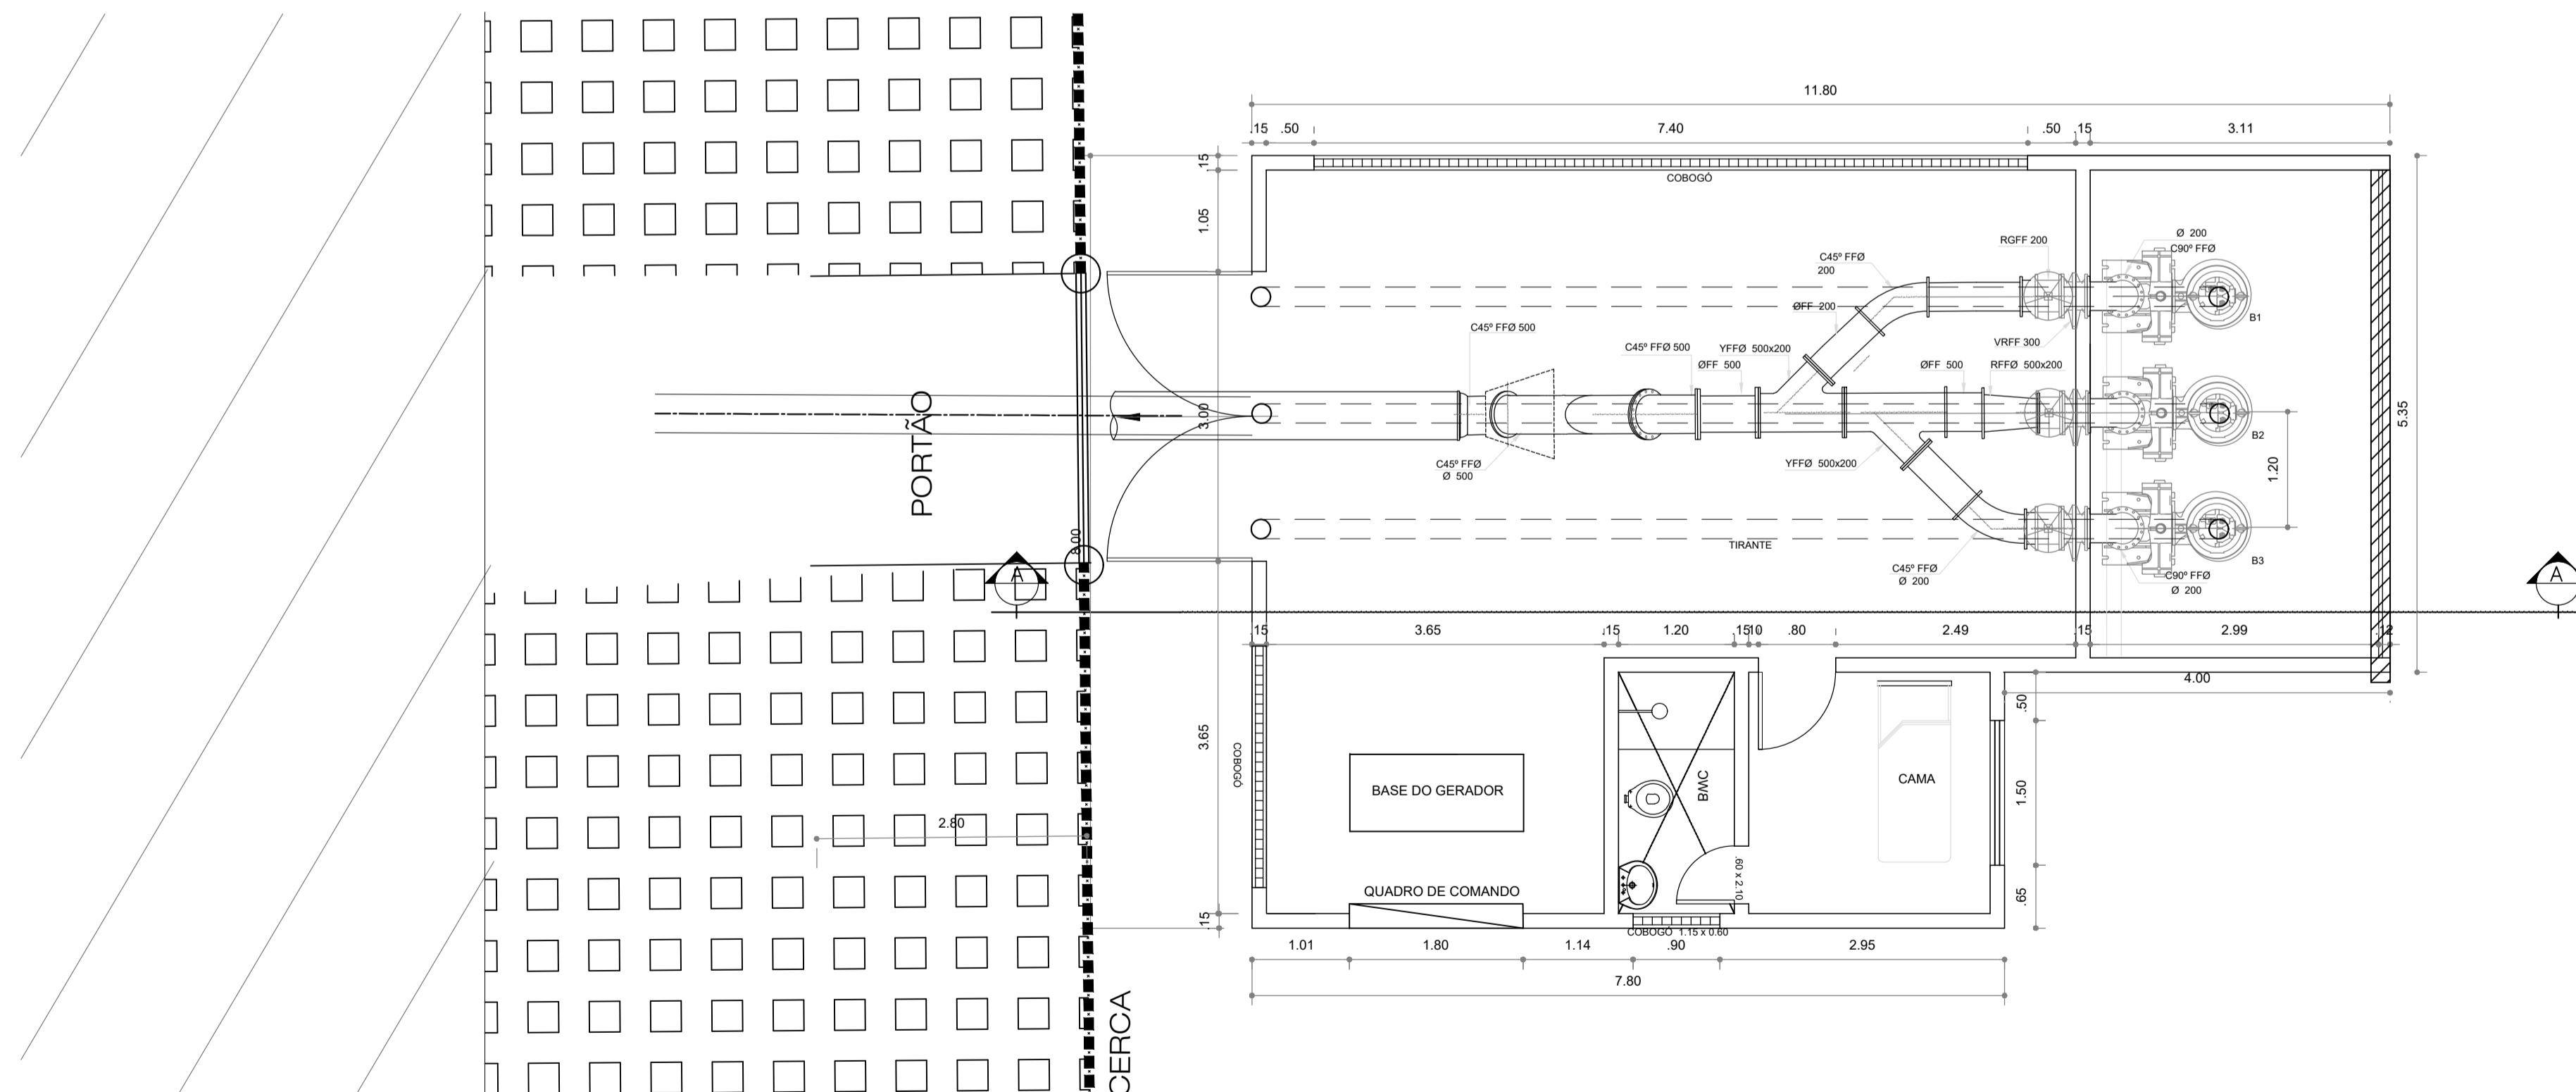 11.80
.15
.50
7.40
.50
.15
3.11
.15
COBOGÓ
1.05
RGFF 200
Ø 200
C90º FFØ
C45º FFØ
200
ØFF 200
B1
C45º FFØ 500
VRFF 300
C45º FFØ 500
YFFØ 500x200
ØFF 500
ØFF 500
RFFØ 500x200
PORTÃO
3.00
5.35
B2
C45º FFØ
Ø 500
YFFØ 500x200
1.20
8.00
TIRANTE
B3
A
C45º FFØ
Ø 200
C90º FFØ
Ø 200
A
.15
3.65
.15
1.20
.15
10
.80
2.49
.15
2.99
.12
4.00
.50
3.65
COBOGÓ
BASE DO GERADOR
BWC
CAMA
1.50
2.80
.60 x 2.10
QUADRO DE COMANDO
.65
.15
COBOGÓ 1.15 x 0.60
1.01
1.80
1.14
.90
2.95
7.80
CERCA